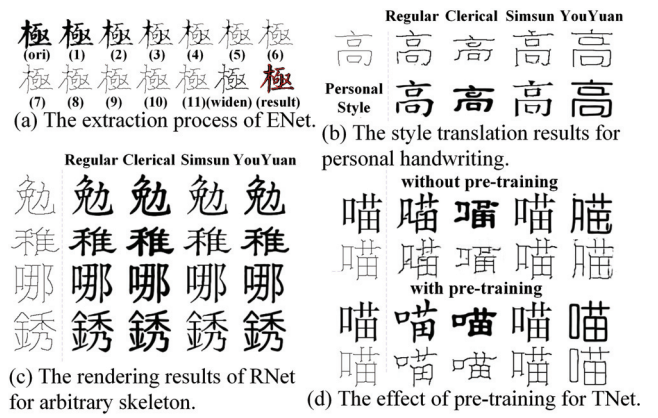 極 極 極 極 極 極 極
(ori) (1) (2) (3) (4) (5) (6)
極 極 極 極 極 極 極
(7) (8) (9) (10) (11)(widen) (result)
(a) The extraction process of ENet.
Regular Clerical Simsun YouYuan
高 高 高 高 高
Personal
Style
高 高 高 高
(b) The style translation results for
personal handwriting.
Regular Clerical Simsun YouYuan
勉 勉 勉 勉 勉
稚 稚 稚 稚 稚
哪 哪 哪 哪 哪
銹 銹 銹 銹 銹
(c) The rendering results of RNet
for arbitrary skeleton.
without pre-training
喵 喵
喵 喵
with pre-training
喵 喵 喵 喵 喵
喵 喵 喵 喵 喵
(d) The effect of pre-training for TNet.